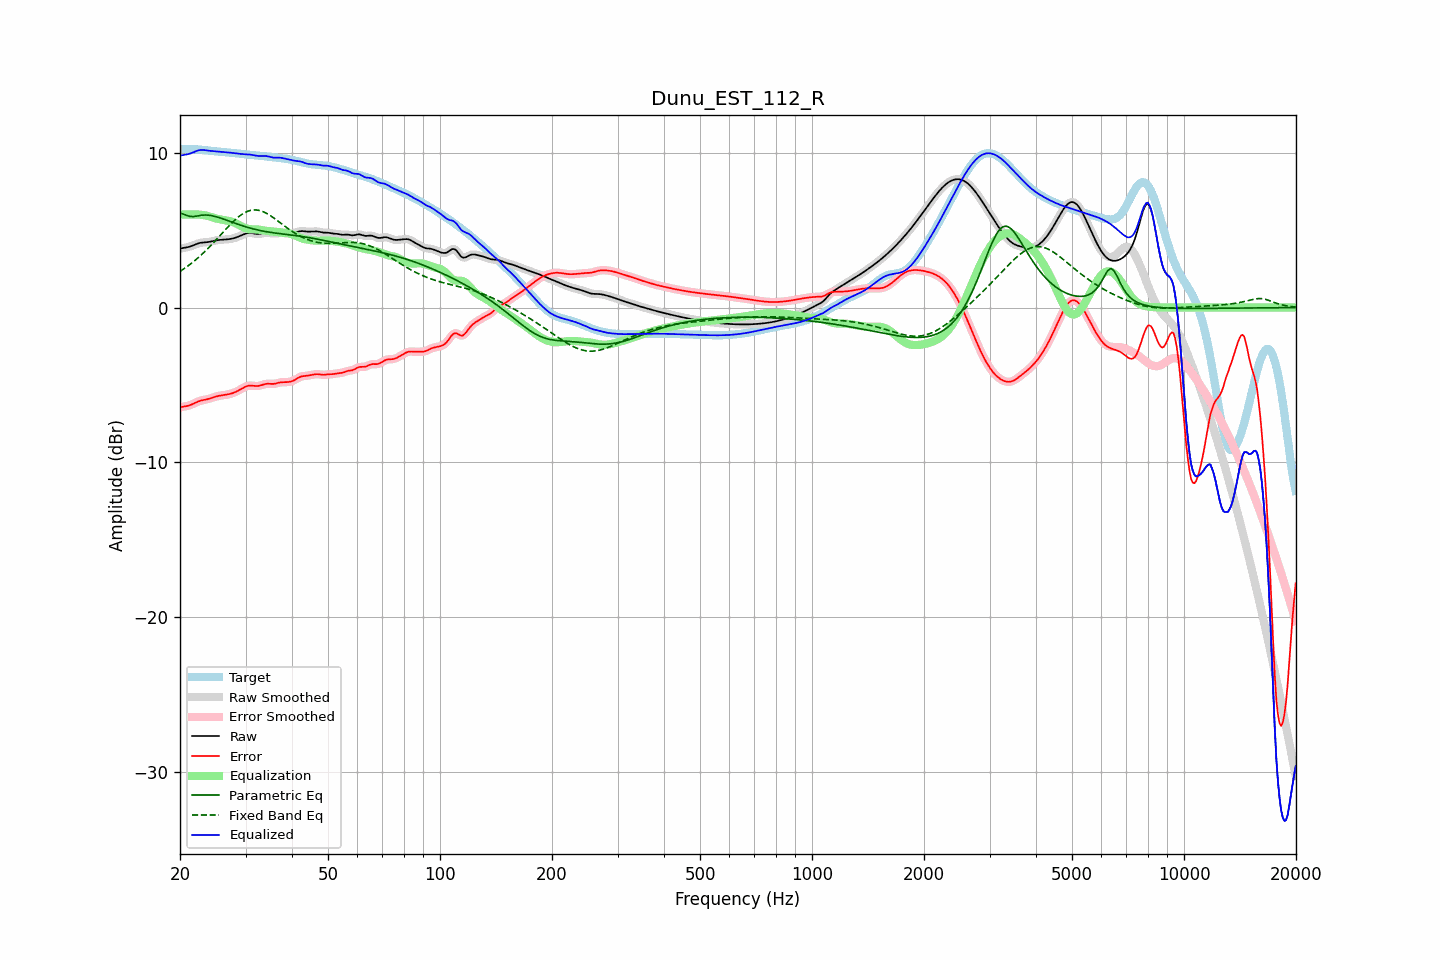 Dunu_EST_112_R
Amplitude (dBr)
10
0
−10
−20
−30
Target
Raw Smoothed
Error Smoothed
Raw
Error
Equalization
Parametric Eq
Fixed Band Eq
Equalized
20 50 100 200 500 1000 2000 5000 10000 20000
Frequency (Hz)